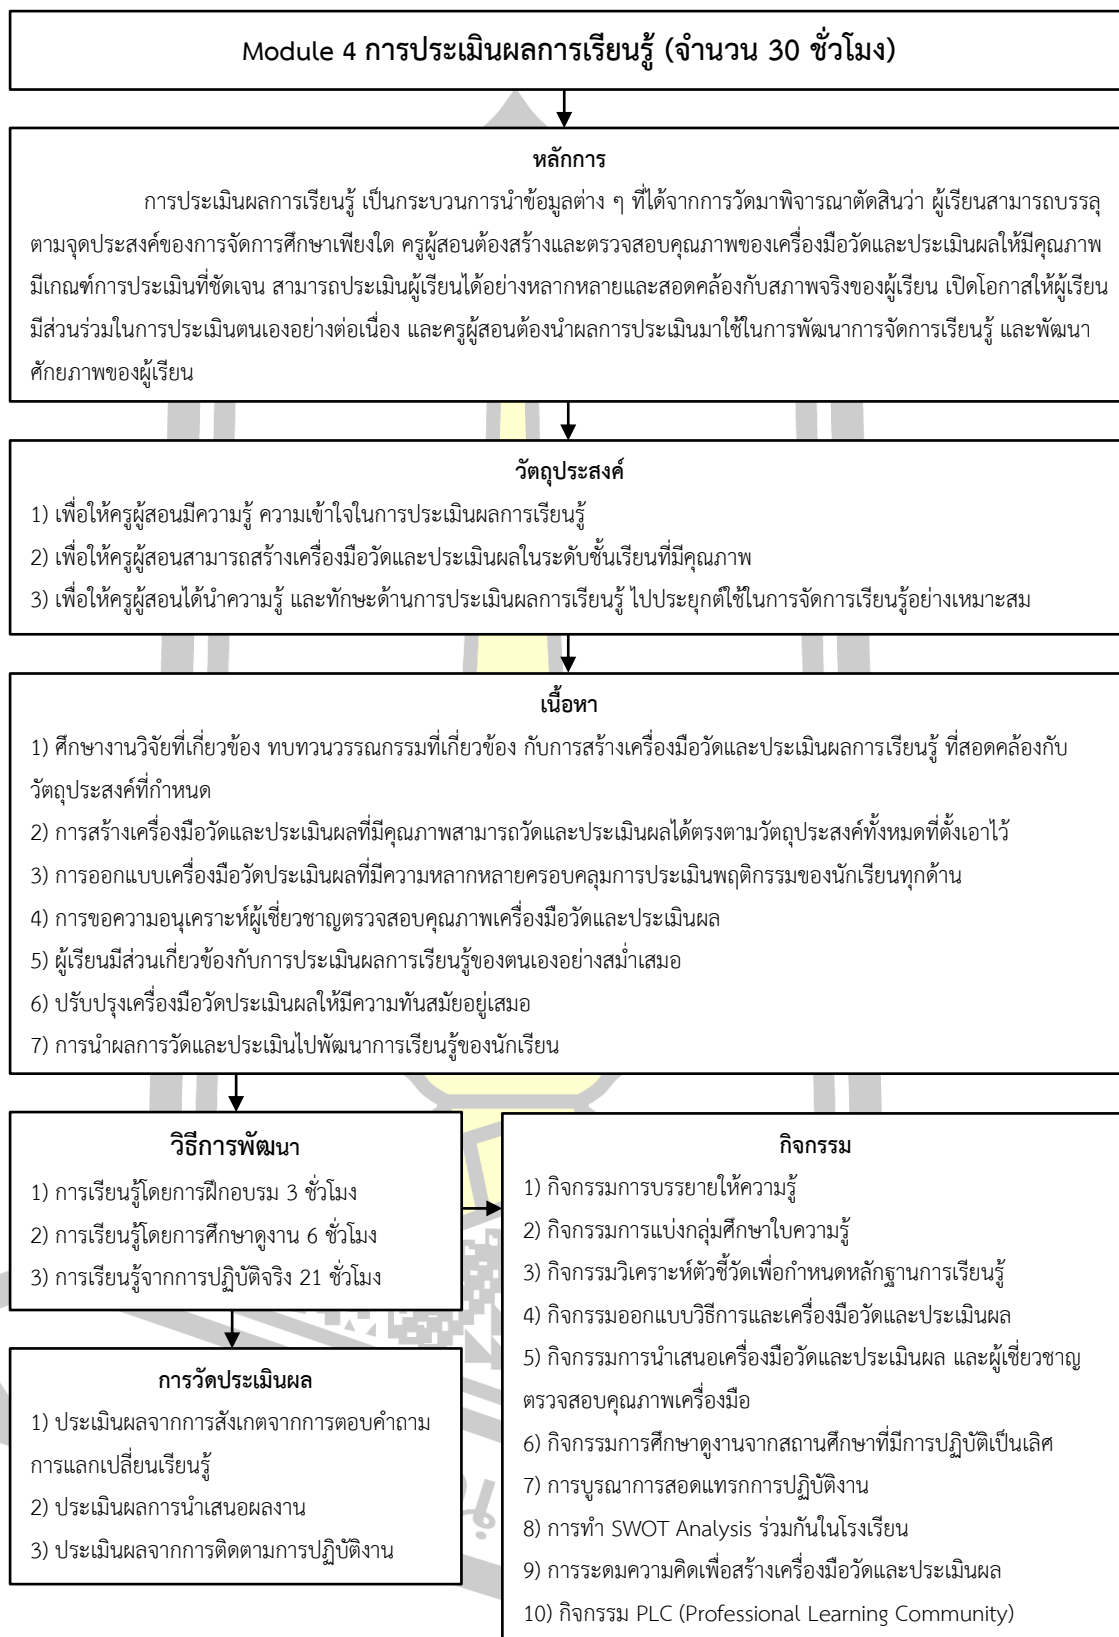 Module 4 การประเมินผลการเรียนรู้ (จำนวน 30 ชั่วโมง)
หลักการ
การประเมินผลการเรียนรู้ เป็นกระบวนการนำข้อมูลต่าง ๆ ที่ได้จากการวัดมาพิจารณาตัดสินว่า ผู้เรียนสามารถบรรลุ
ตามจุดประสงค์ของการจัดการศึกษาเพียงใด ครูผู้สอนต้องสร้างและตรวจสอบคุณภาพของเครื่องมือวัดและประเมินผลให้มีคุณภาพ
มีเกณฑ์การประเมินที่ชัดเจน สามารถประเมินผู้เรียนได้อย่างหลากหลายและสอดคล้องกับสภาพจริงของผู้เรียน เปิดโอกาสให้ผู้เรียน
มีส่วนร่วมในการประเมินตนเองอย่างต่อเนื่อง และครูผู้สอนต้องนำผลการประเมินมาใช้ในการพัฒนาการจัดการเรียนรู้ และพัฒนา
ศักยภาพของผู้เรียน
วัตถุประสงค์
1) เพื่อให้ครูผู้สอนมีความรู้ ความเข้าใจในการประเมินผลการเรียนรู้
2) เพื่อให้ครูผู้สอนสามารถสร้างเครื่องมือวัดและประเมินผลในระดับชั้นเรียนที่มีคุณภาพ
3) เพื่อให้ครูผู้สอนได้นำความรู้ และทักษะด้านการประเมินผลการเรียนรู้ ไปประยุกต์ใช้ในการจัดการเรียนรู้อย่างเหมาะสม
เนื้อหา
1) ศึกษางานวิจัยที่เกี่ยวข้อง ทบทวนวรรณกรรมที่เกี่ยวข้อง กับการสร้างเครื่องมือวัดและประเมินผลการเรียนรู้ ที่สอดคล้องกับ
วัตถุประสงค์ที่กำหนด
2) การสร้างเครื่องมือวัดและประเมินผลที่มีคุณภาพสามารถวัดและประเมินผลได้ตรงตามวัตถุประสงค์ทั้งหมดที่ตั้งเอาไว้
3) การออกแบบเครื่องมือวัดประเมินผลที่มีความหลากหลายครอบคลุมการประเมินพฤติกรรมของนักเรียนทุกด้าน
4) การขอความอนุเคราะห์ผู้เชี่ยวชาญตรวจสอบคุณภาพเครื่องมือวัดและประเมินผล
5) ผู้เรียนมีส่วนเกี่ยวข้องกับการประเมินผลการเรียนรู้ของตนเองอย่างสม่ำเสมอ
6) ปรับปรุงเครื่องมือวัดประเมินผลให้มีความทันสมัยอยู่เสมอ
7) การนำผลการวัดและประเมินไปพัฒนาการเรียนรู้ของนักเรียน
วิธีการพัฒนา
1) การเรียนรู้โดยการฝึกอบรม 3 ชั่วโมง
2) การเรียนรู้โดยการศึกษาดูงาน 6 ชั่วโมง
3) การเรียนรู้จากการปฏิบัติจริง 21 ชั่วโมง
การวัดประเมินผล
1) ประเมินผลจากการสังเกตจากการตอบคำถาม
การแลกเปลี่ยนเรียนรู้
2) ประเมินผลการนำเสนอผลงาน
3) ประเมินผลจากการติดตามการปฏิบัติงาน
กิจกรรม
1) กิจกรรมการบรรยายให้ความรู้
2) กิจกรรมการแบ่งกลุ่มศึกษาใบความรู้
3) กิจกรรมวิเคราะห์ตัวชี้วัดเพื่อกำหนดหลักฐานการเรียนรู้
4) กิจกรรมออกแบบวิธีการและเครื่องมือวัดและประเมินผล
5) กิจกรรมการนำเสนอเครื่องมือวัดและประเมินผล และผู้เชี่ยวชาญ
ตรวจสอบคุณภาพเครื่องมือ
6) กิจกรรมการศึกษาดูงานจากสถานศึกษาที่มีการปฏิบัติเป็นเลิศ
7) การบูรณาการสอดแทรกการปฏิบัติงาน
8) การทำ SWOT Analysis ร่วมกันในโรงเรียน
9) การระดมความคิดเพื่อสร้างเครื่องมือวัดและประเมินผล
10) กิจกรรม PLC (Professional Learning Community)